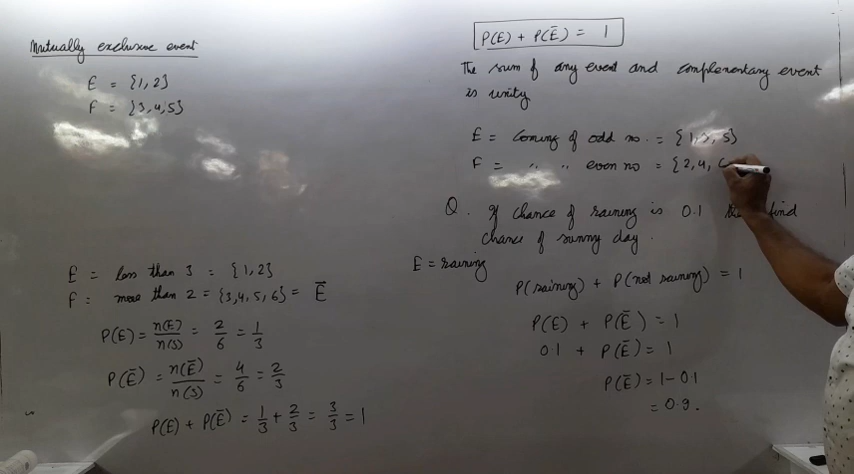 Mutually exclusive event
E = {1,2}
F = {3,4,5}
E = less than 3 = {1,2}
F = more than 2 = {3,4,5,6} = Ē
P(E) = n(E)/n(S) = 2/6 = 1/3
P(Ē) = n(Ē)/n(S) = 4/6 = 2/3
P(E) + P(Ē) = 1/3 + 2/3 = 3/3 = 1
P(E) + P(Ē) = 1
The sum of any event and complementary event
is unity
E = Coming of odd no. = {1,3,5}
F = " " even no = {2,4,
Q. If chance of raining is 0.1 find
chance of sunny day.
E = raining
P(raining) + P(not raining) = 1
P(E) + P(Ē) = 1
0.1 + P(Ē) = 1
P(Ē) = 1-0.1
= 0.9.